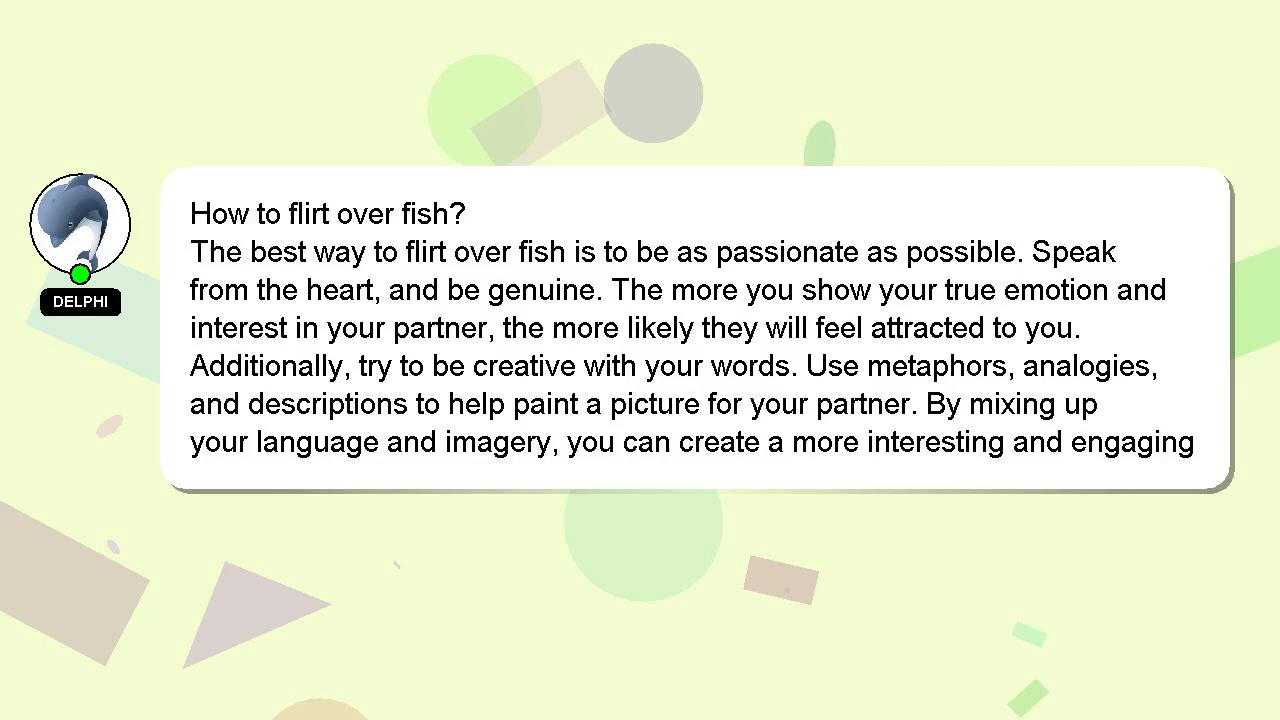 How to flirt over fish?
The best way to flirt over fish is to be as passionate as possible. Speak
from the heart, and be genuine. The more you show your true emotion and
interest in your partner, the more likely they will feel attracted to you.
Additionally, try to be creative with your words. Use metaphors, analogies,
and descriptions to help paint a picture for your partner. By mixing up
your language and imagery, you can create a more interesting and engaging
DELPHI